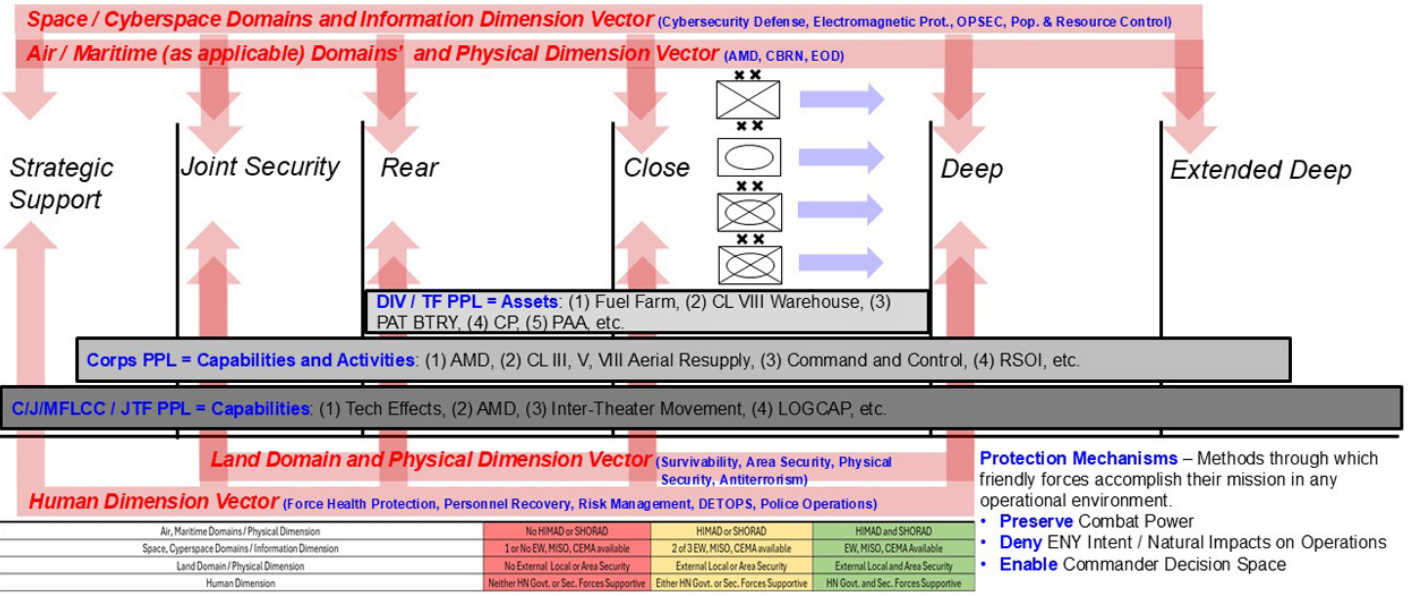 Space / Cyberspace Domains and Information Dimension Vector (Cybersecurity Defense, Electromagnetic Prot., OPSEC, Pop. & Resource Control)
Air / Maritime (as applicable) Domains' and Physical Dimension Vector (AMD, CBRN, EOD)
Strategic
Support
Joint Security
Rear
Close
Deep
Extended Deep
DIV / TF PPL = Assets: (1) Fuel Farm, (2) CL VIII Warehouse, (3)
PAT BTRY, (4) CP, (5) PAA, etc.
Corps PPL = Capabilities and Activities: (1) AMD, (2) CL III, V, VIII Aerial Resupply, (3) Command and Control, (4) RSOI, etc.
C/J/MFLCC / JTF PPL = Capabilities: (1) Tech Effects, (2) AMD, (3) Inter-Theater Movement, (4) LOGCAP, etc.
Land Domain and Physical Dimension Vector (Survivability, Area Security, Physical
Security, Antiterrorism)
Human Dimension Vector (Force Health Protection, Personnel Recovery, Risk Management, DETOPS, Police Operations)
Protection Mechanisms – Methods through which
friendly forces accomplish their mission in any
operational environment.
• Preserve Combat Power
• Deny ENY Intent / Natural Impacts on Operations
• Enable Commander Decision Space
Air, Maritime Domains / Physical Dimension No HIMAD or SHORAD HIMAD or SHORAD HIMAD and SHORAD
Space, Cyberspace Domains / Information Dimension 1 or No EW, MISO, CEMA available 2 of 3 EW, MISO, CEMA available EW, MISO, CEMA Available
Land Domain / Physical Dimension No External Local or Area Security External Local or Area Security External Local and Area Security
Human Dimension Neither HN Govt. or Sec. Forces Supportive Either HN Govt. or Sec. Forces Supportive HN Govt. and Sec. Forces Supportive